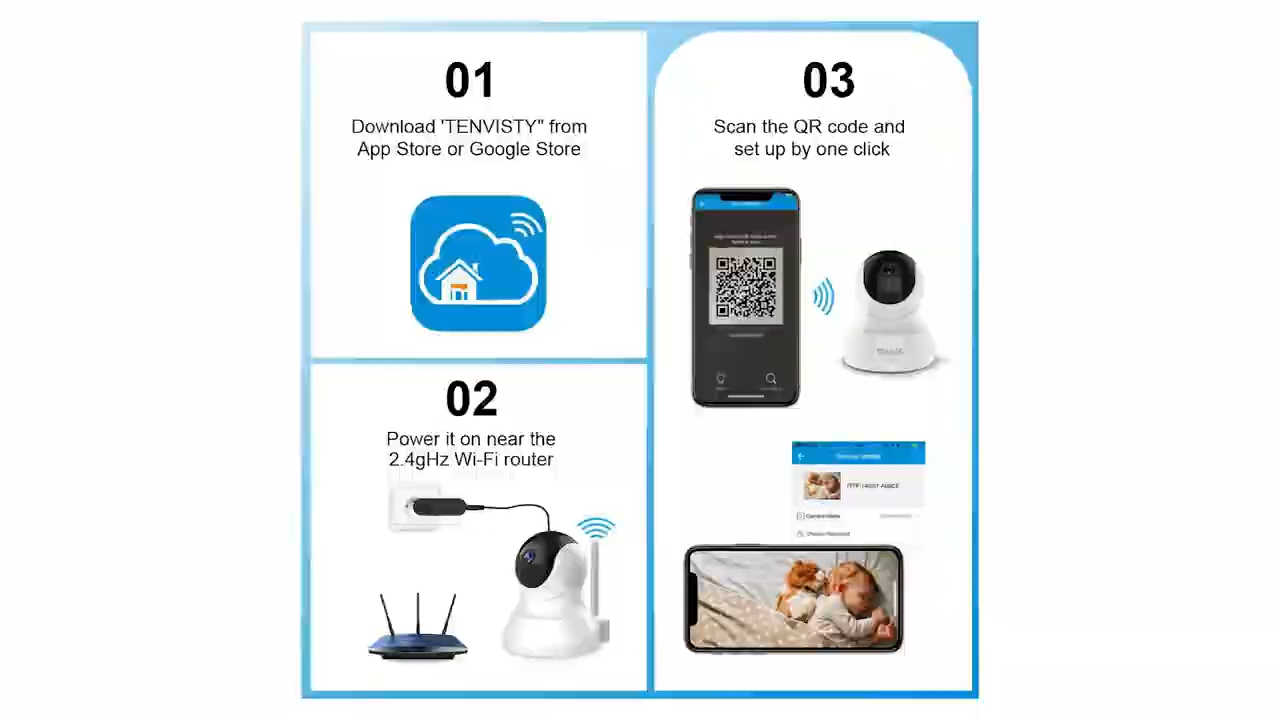 01
Download 'TENVISTY" from
App Store or Google Store
02
Power it on near the
2.4gHz Wi-Fi router
03
Scan the QR code and
set up by one click
TENVIS